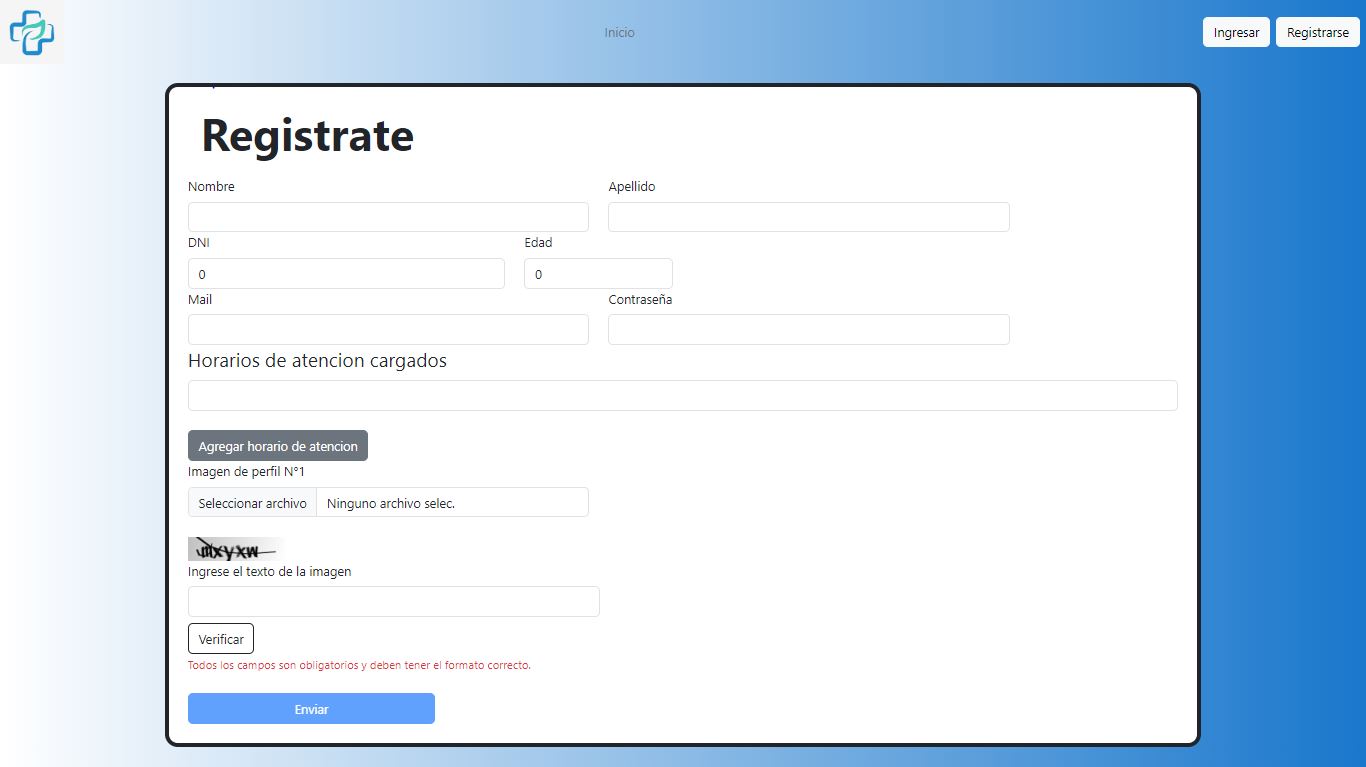 Inicio
Ingresar
Registrarse
Registrate
Nombre
Apellido
DNI
Edad
0
0
Mail
Contraseña
Horarios de atencion cargados
Agregar horario de atencion
Imagen de perfil N°1
Seleccionar archivo
Ninguno archivo selec.
Ingrese el texto de la imagen
Verificar
Todos los campos son obligatorios y deben tener el formato correcto.
Enviar